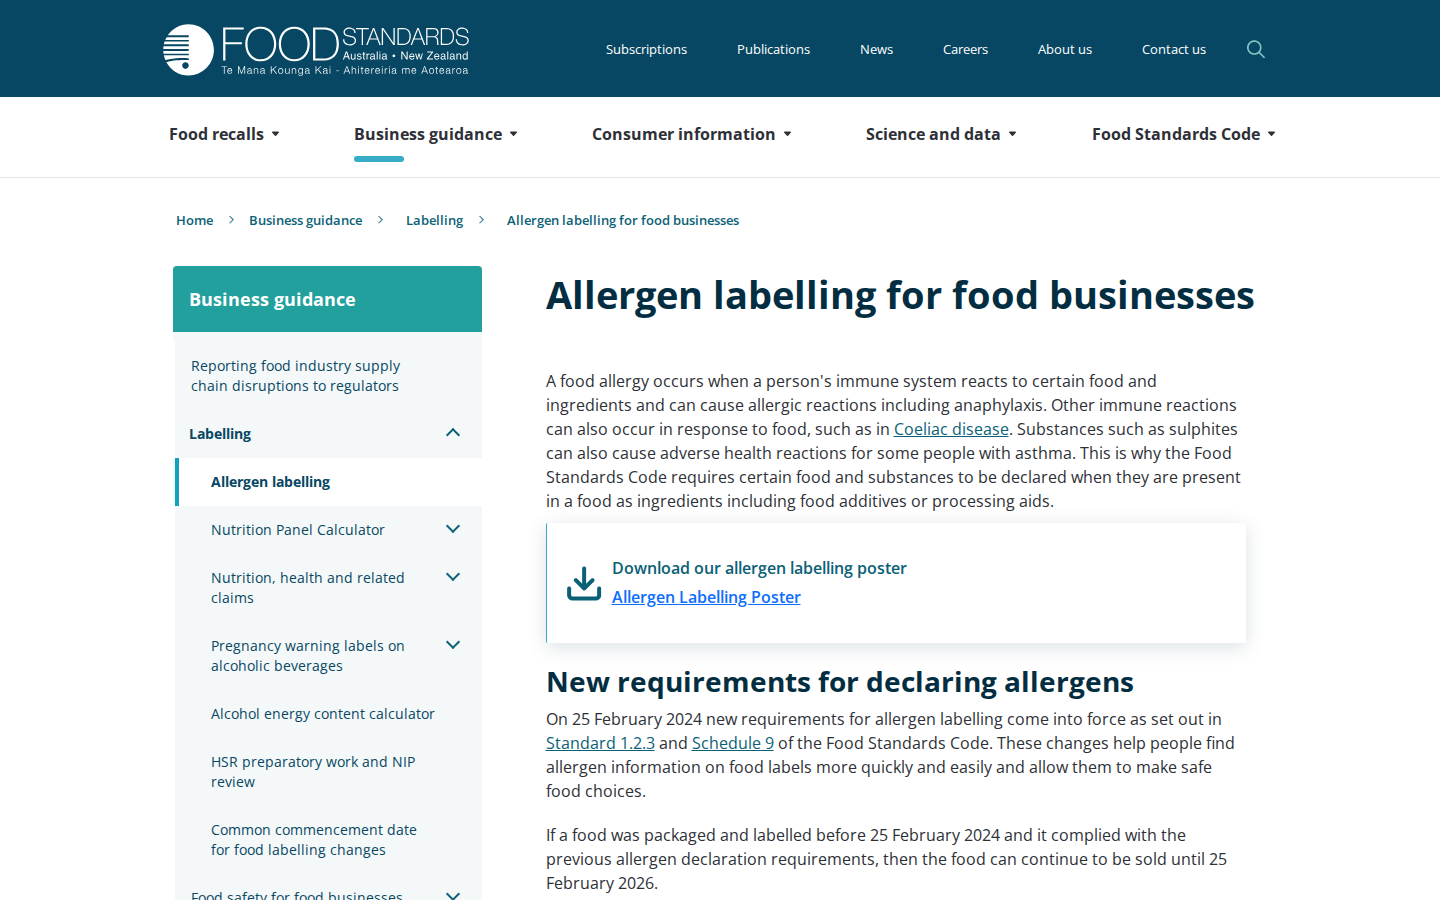 FOOD STANDARDS
Australia • New Zealand
Te Mana Kounga Kai - Ahitereiria me Aotearoa
Subscriptions
Publications
News
Careers
About us
Contact us
Food recalls
Business guidance
Consumer information
Science and data
Food Standards Code
Home
Business guidance
Labelling
Allergen labelling for food businesses
Business guidance
Reporting food industry supply
chain disruptions to regulators
Labelling
Allergen labelling
Nutrition Panel Calculator
Nutrition, health and related
claims
Pregnancy warning labels on
alcoholic beverages
Alcohol energy content calculator
HSR preparatory work and NIP
review
Common commencement date
for food labelling changes
Food safety for food businesses
Allergen labelling for food businesses
A food allergy occurs when a person's immune system reacts to certain food and
ingredients and can cause allergic reactions including anaphylaxis. Other immune reactions
can also occur in response to food, such as in Coeliac disease. Substances such as sulphites
can also cause adverse health reactions for some people with asthma. This is why the Food
Standards Code requires certain food and substances to be declared when they are present
in a food as ingredients including food additives or processing aids.
Download our allergen labelling poster
Allergen Labelling Poster
New requirements for declaring allergens
On 25 February 2024 new requirements for allergen labelling come into force as set out in
Standard 1.2.3 and Schedule 9 of the Food Standards Code. These changes help people find
allergen information on food labels more quickly and easily and allow them to make safe
food choices.
If a food was packaged and labelled before 25 February 2024 and it complied with the
previous allergen declaration requirements, then the food can continue to be sold until 25
February 2026.